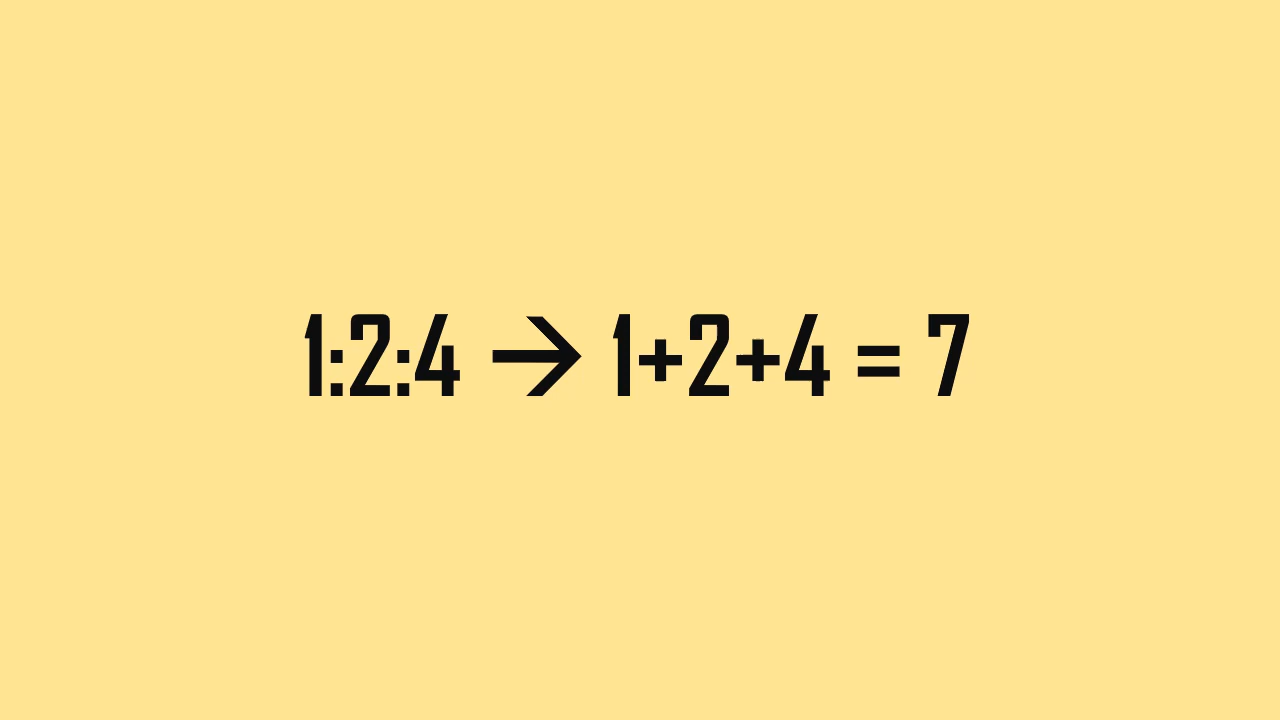 1:2:4 → 1+2+4 = 7